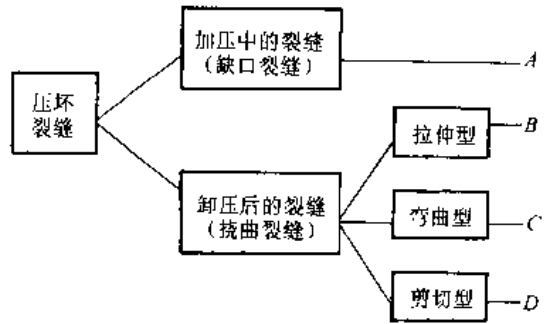 加压中的裂缝
（缺口裂缝）
A
压坏
裂缝
拉伸型
B
卸压后的裂缝
（挠曲裂缝）
弯曲型
C
剪切型
D